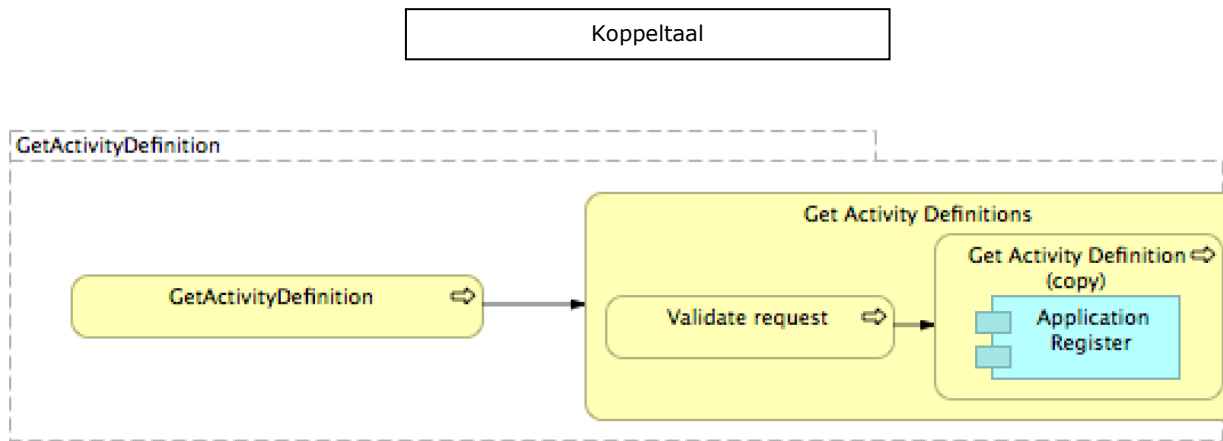 Koppeltaal
GetActivityDefinition
Get Activity Definitions
Get Activity Definition
(copy)
GetActivityDefinition
Validate request
Application
Register